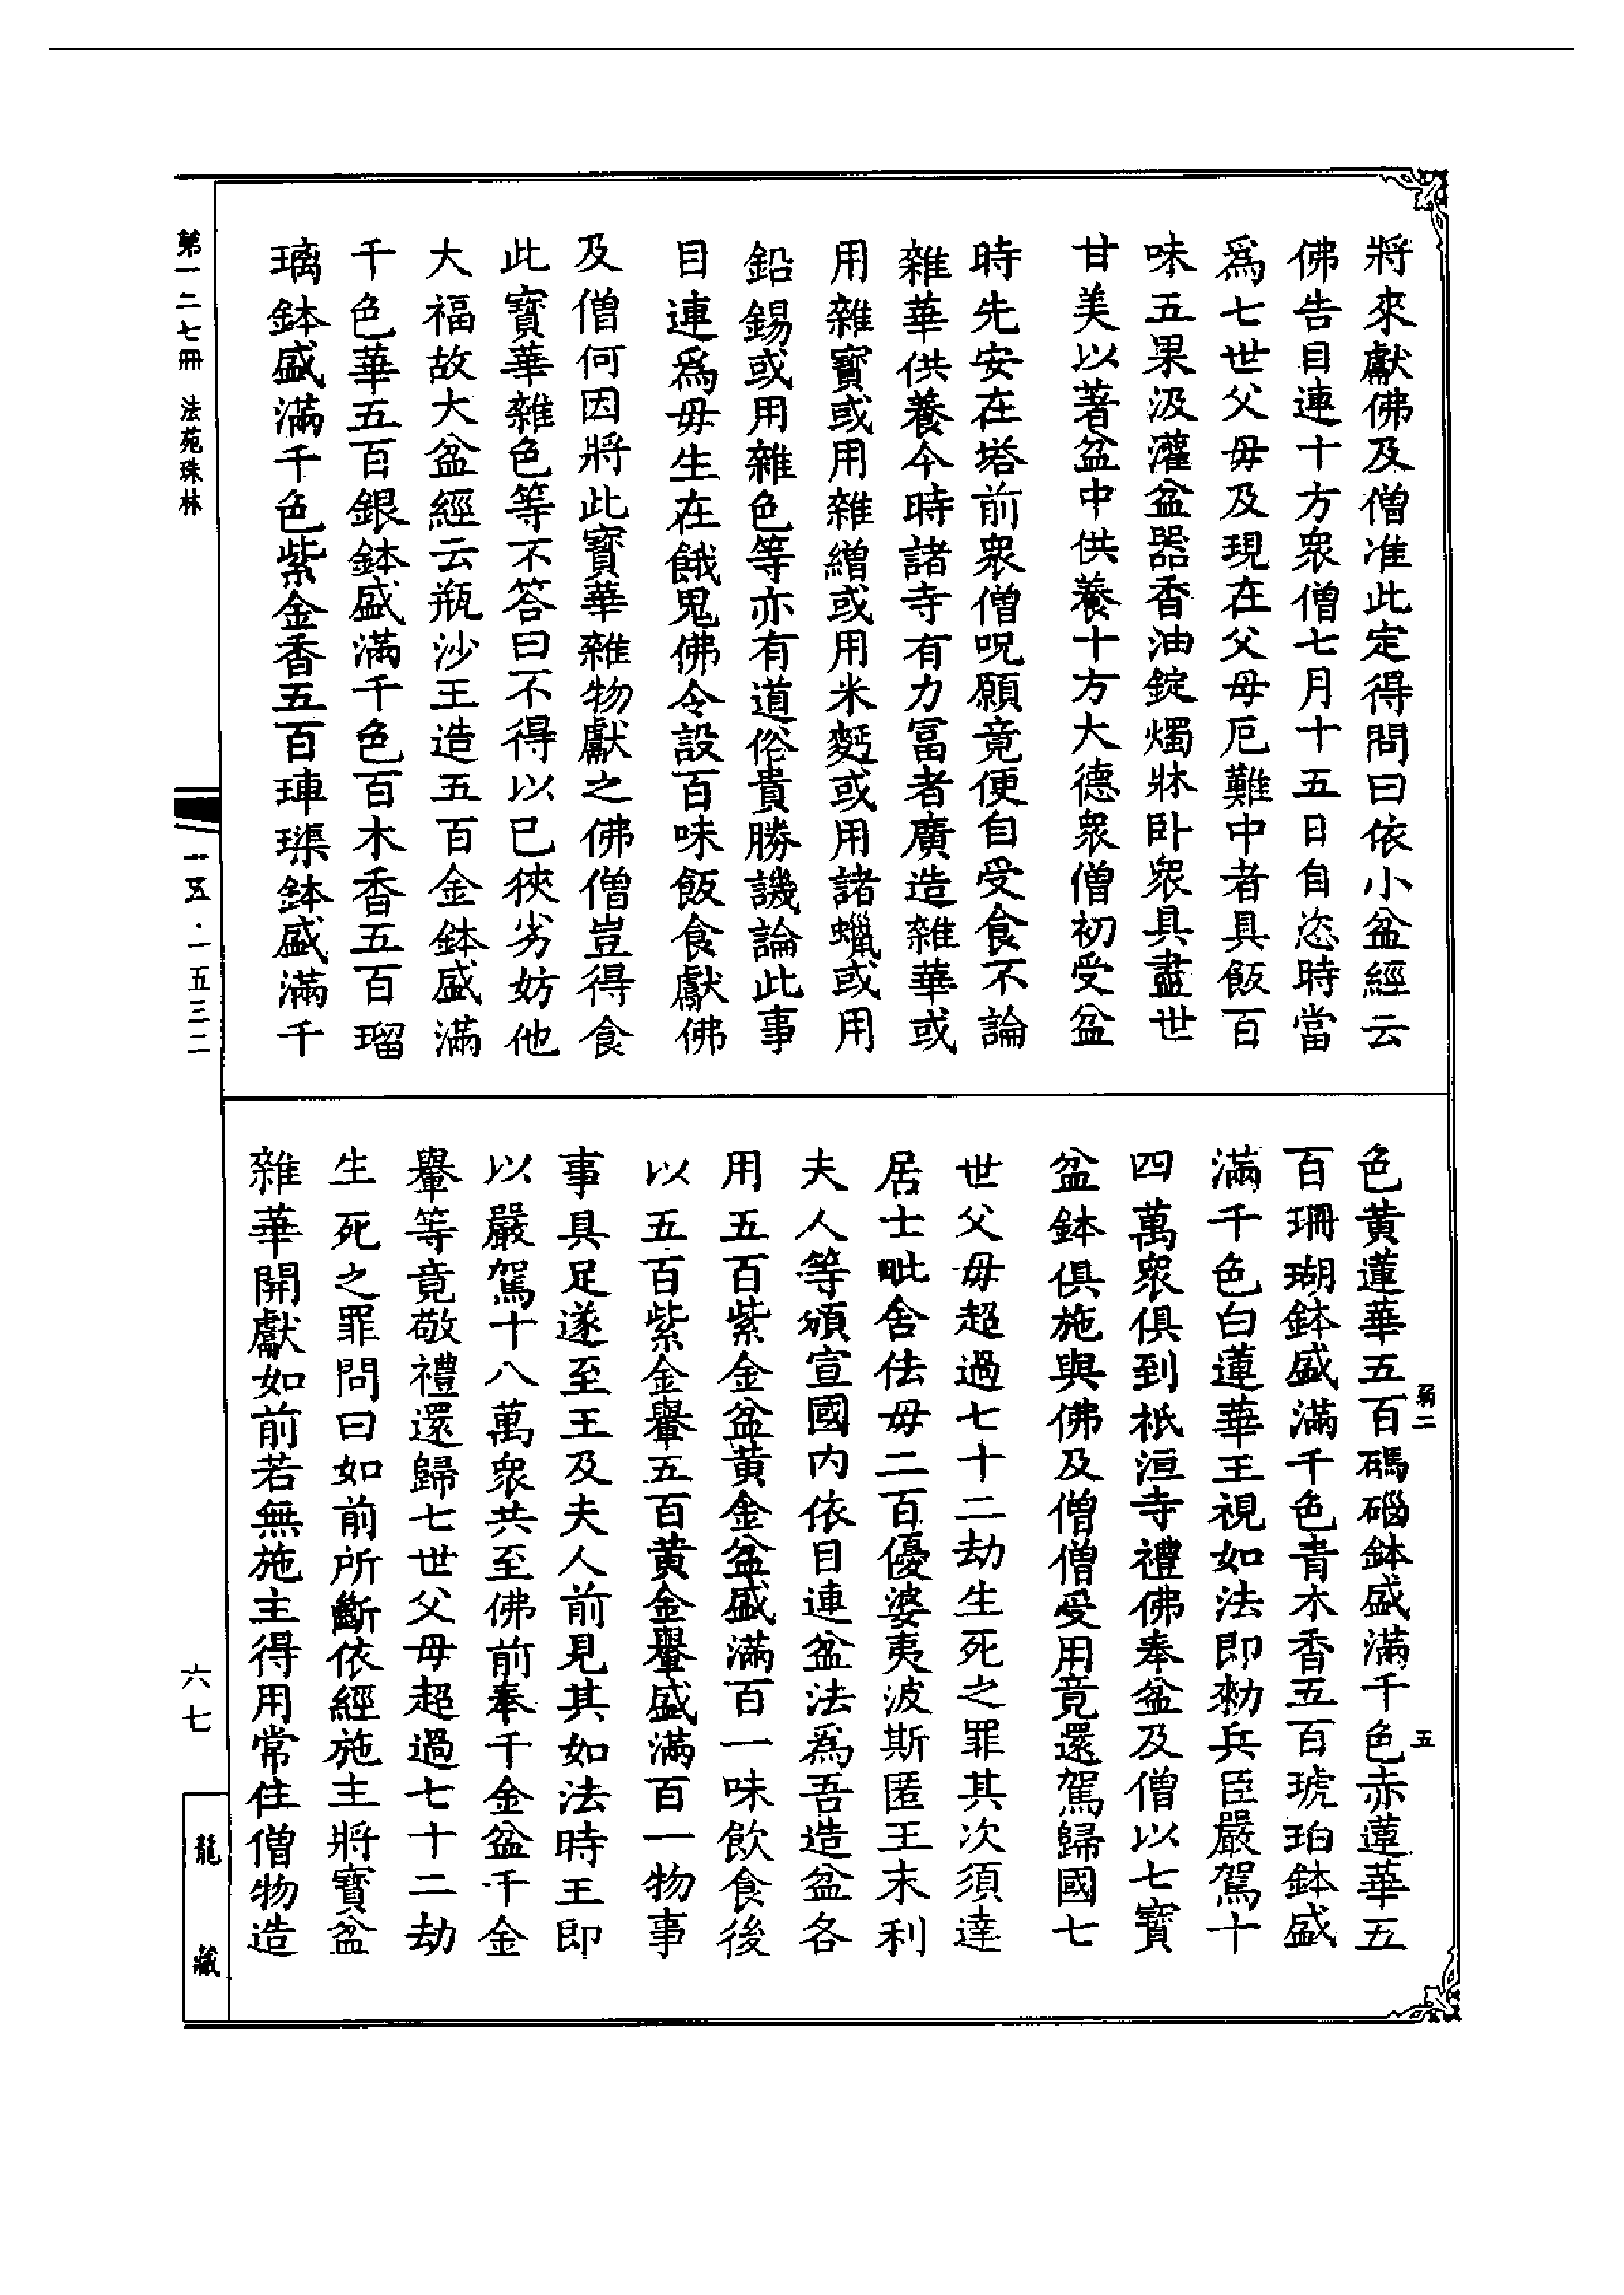 將來獻佛及僧准此定得問曰依小盆經云
佛告目連十方衆僧七月十五日自恣時當
爲七世父母及現在父母厄難中者具飯百
味五果汲灌盆器香油錠燭牀卧衆具盡世
甘美以著盆中供養十方大德衆僧初受盆
時先安在塔前衆僧呪願竟便自受食不論
雜華供養今時諸寺有力冨者廣造雜華或
用雜寶或用雜繒或用米麫或用諸蠟或用
鉛錫或用雜色等亦有道俗貴勝譏論此事
目連爲母生在餓鬼佛令設百味飯食獻佛
及僧何因將此寶華雜物獻之佛僧豈得食
此寶華雜色等不答曰不得以已狹劣妨他
大福故大盆經云瓶沙王造五百金鉢盛滿
千色華五百銀鉢盛滿千色百木香五百瑠
璃鉢盛滿千色紫金香五百硨磲鉢盛滿千
色黄蓮華五百碼碯鉢盛滿千色赤蓮華五
百珊瑚鉢盛滿千色青木香五百琥珀鉢盛
滿千色白蓮華王視如法即勑兵臣嚴駕十
四萬衆俱到祇洹寺禮佛奉盆及僧以七寶
盆鉢俱施與佛及僧僧受用竟還駕歸國七
世父母超過七十二劫生死之罪其次須達
居士毗舍佉母二百優婆夷波斯匿王末利
夫人等頒宣國内依目連盆法爲吾造盆各
用五百紫金盆黄金盆盛滿百一味飲食後
以五百紫金轝五百黄金轝盛滿百一物事
事具足遂至王及夫人前見其如法時王即
以嚴駕十八萬衆共至佛前奉千金盆千金
轝等竟敬禮還歸七世父母超過七十二劫
生死之罪問曰如前所斷依經施主將寶盆
雜華開獻如前若無施主得用常住僧物造
弱二
五
第一二七冊 法苑珠林
一五·一五三二
六七
龍藏